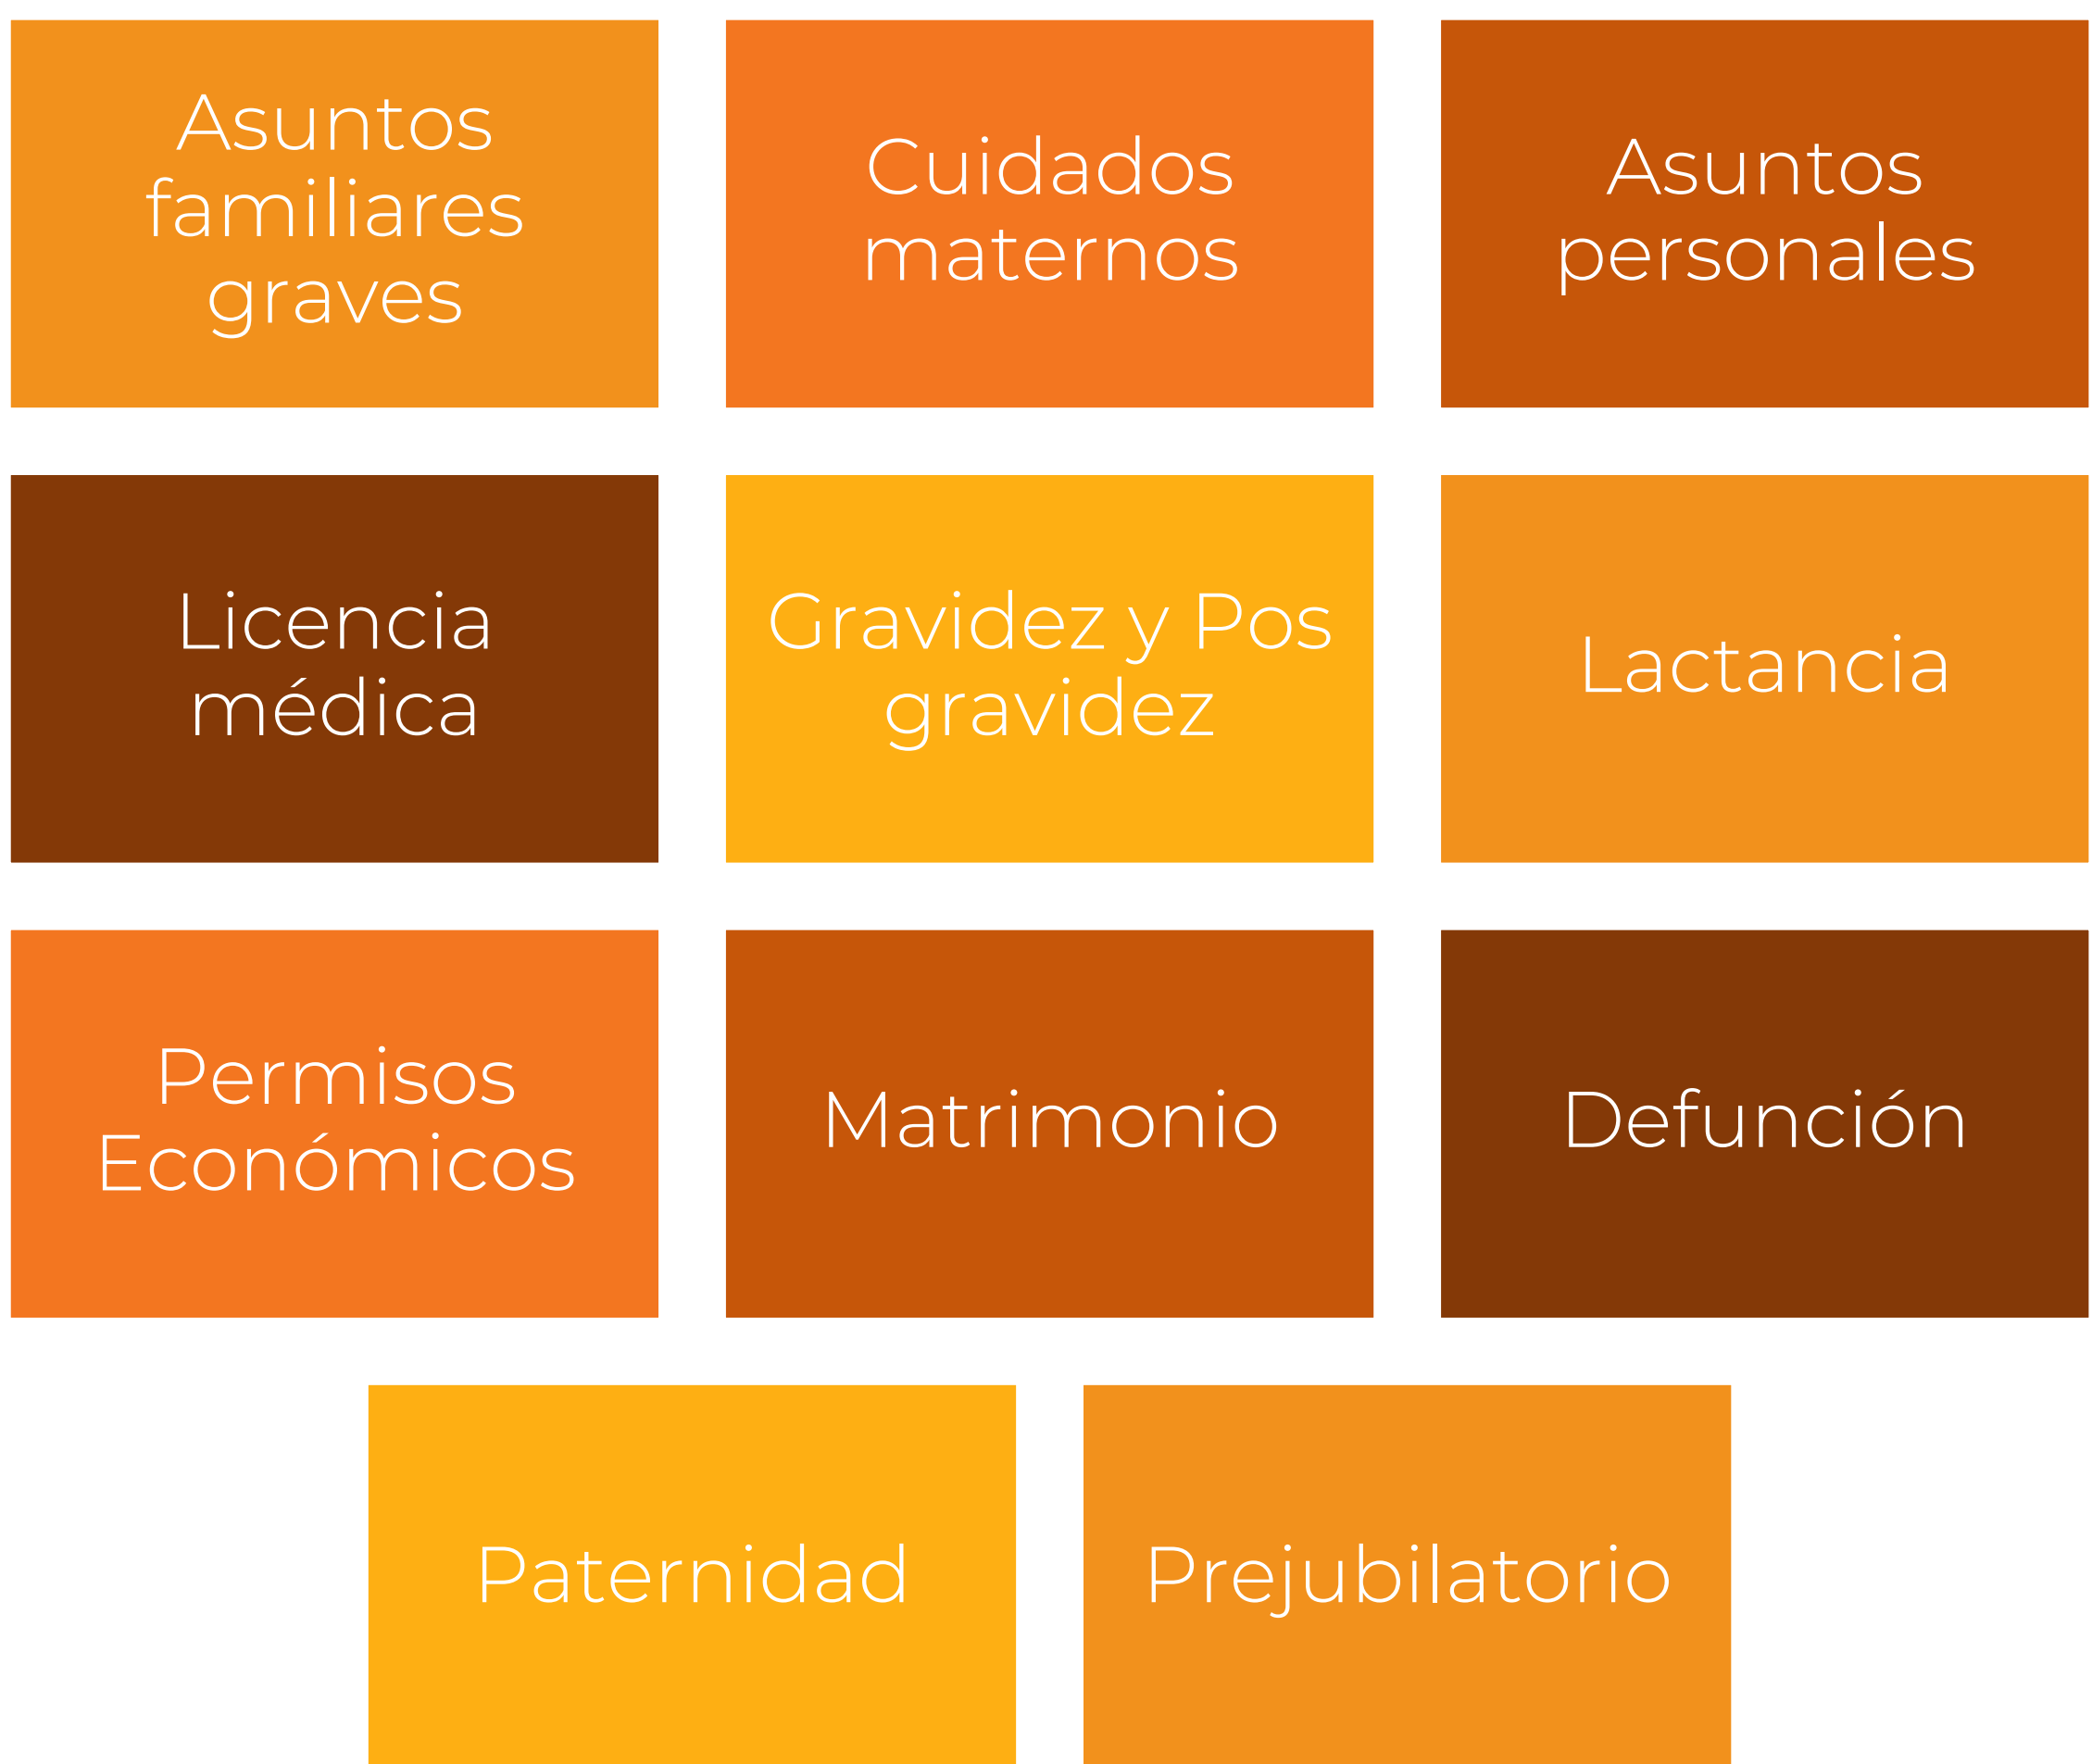 Asuntos
familiares
graves
Cuidados
maternos
Asuntos
personales
Licencia
médica
Gravidez y Pos
gravidez
Lactancia
Permisos
Económicos
Matrimonio
Defunción
Paternidad
Prejubilatorio